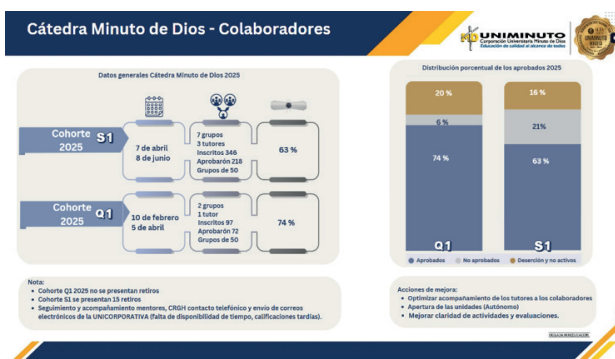 Cátedra Minuto de Dios - Colaboradores
UNIMINUTO
Corporación Universitaria Minuto de Dios
Educación de calidad al alcance de todos
UNIMINUTO
Datos generales Cátedra Minuto de Dios 2025
Cohorte S1
2025
7 de abril
8 de junio
7 grupos
3 tutores
Inscritos 346
Aprobarón 218
Grupos de 50
63 %
Cohorte Q1
2025
10 de febrero
5 de abril
2 grupos
1 tutor
Inscritos 97
Aprobarón 72
Grupos de 50
74 %
Distribución porcentual de los aprobados 2025
20 %
16 %
6 %
21%
74 %
63 %
Q1
S1
Aprobados
No aprobados
Deserción y no activos
Nota:
• Cohorte Q1 2025 no se presentan retiros
• Cohorte S1 se presentan 15 retiros
• Seguimiento y acompañamiento mentores, CRGH contacto telefónico y envío de correos
electrónicos de la UNICORPORATIVA (falta de disponibilidad de tiempo, calificaciones tardías).
Acciones de mejora:
• Optimizar acompañamiento de los tutores a los colaboradores
• Apertura de las unidades (Autónomo)
• Mejorar claridad de actividades y evaluaciones.